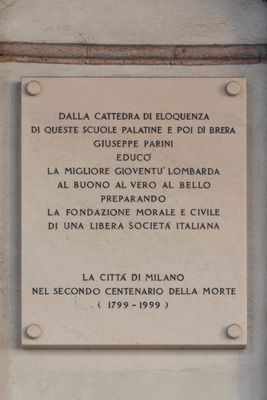 DALLA CATTEDRA DI ELOQUENZA
DI QUESTE SCUOLE PALATINE E POI DI BRERA
GIUSEPPE PARINI
EDUCÒ
LA MIGLIORE GIOVENTU' LOMBARDA
AL BUONO AL VERO AL BELLO
PREPARANDO
LA FONDAZIONE MORALE E CIVILE
DI UNA LIBERA SOCIETÀ ITALIANA
LA CITTÀ DI MILANO
NEL SECONDO CENTENARIO DELLA MORTE
( 1799 - 1999 )